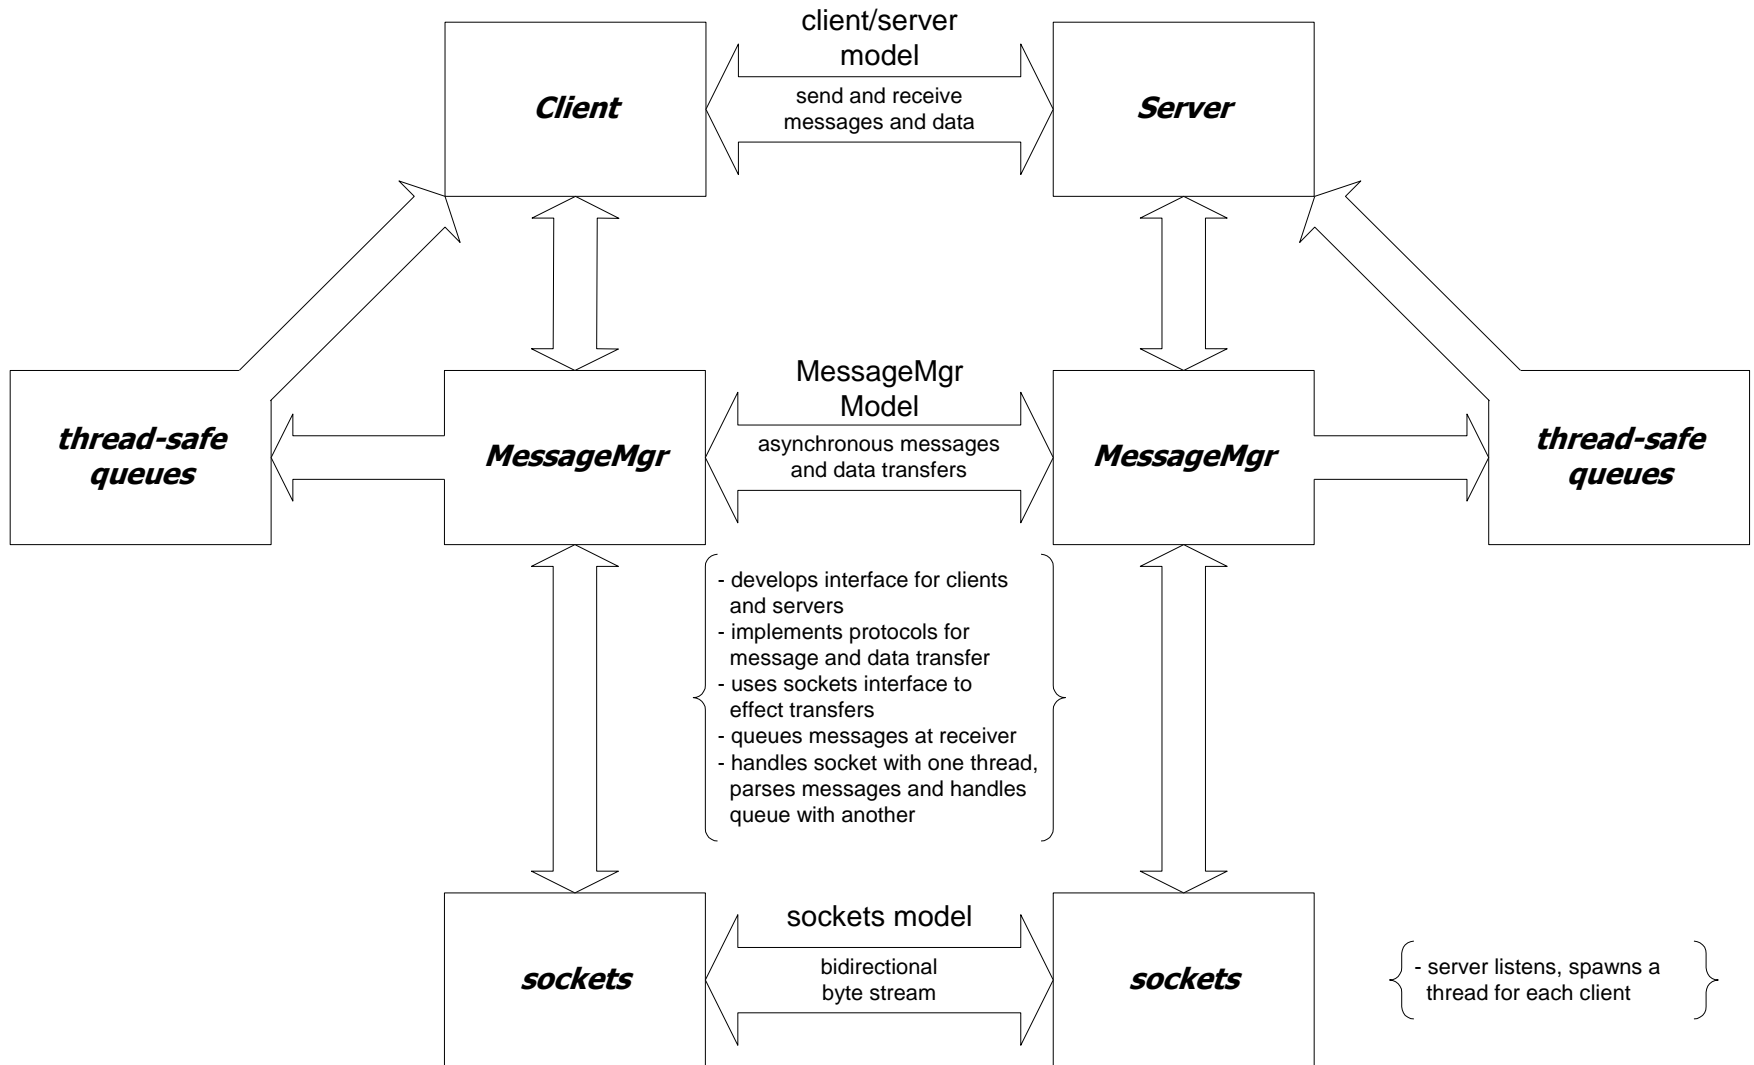 client/server
model
send and receive
messages and data
Client
Server
MessageMgr
Model
asynchronous messages
and data transfers
thread-safe
queues
MessageMgr
MessageMgr
thread-safe
queues
- develops interface for clients
and servers
- implements protocols for
message and data transfer
- uses sockets interface to
effect transfers
- queues messages at receiver
- handles socket with one thread,
parses messages and handles
queue with another
sockets model
bidirectional
byte stream
sockets
sockets
- server listens, spawns a
thread for each client